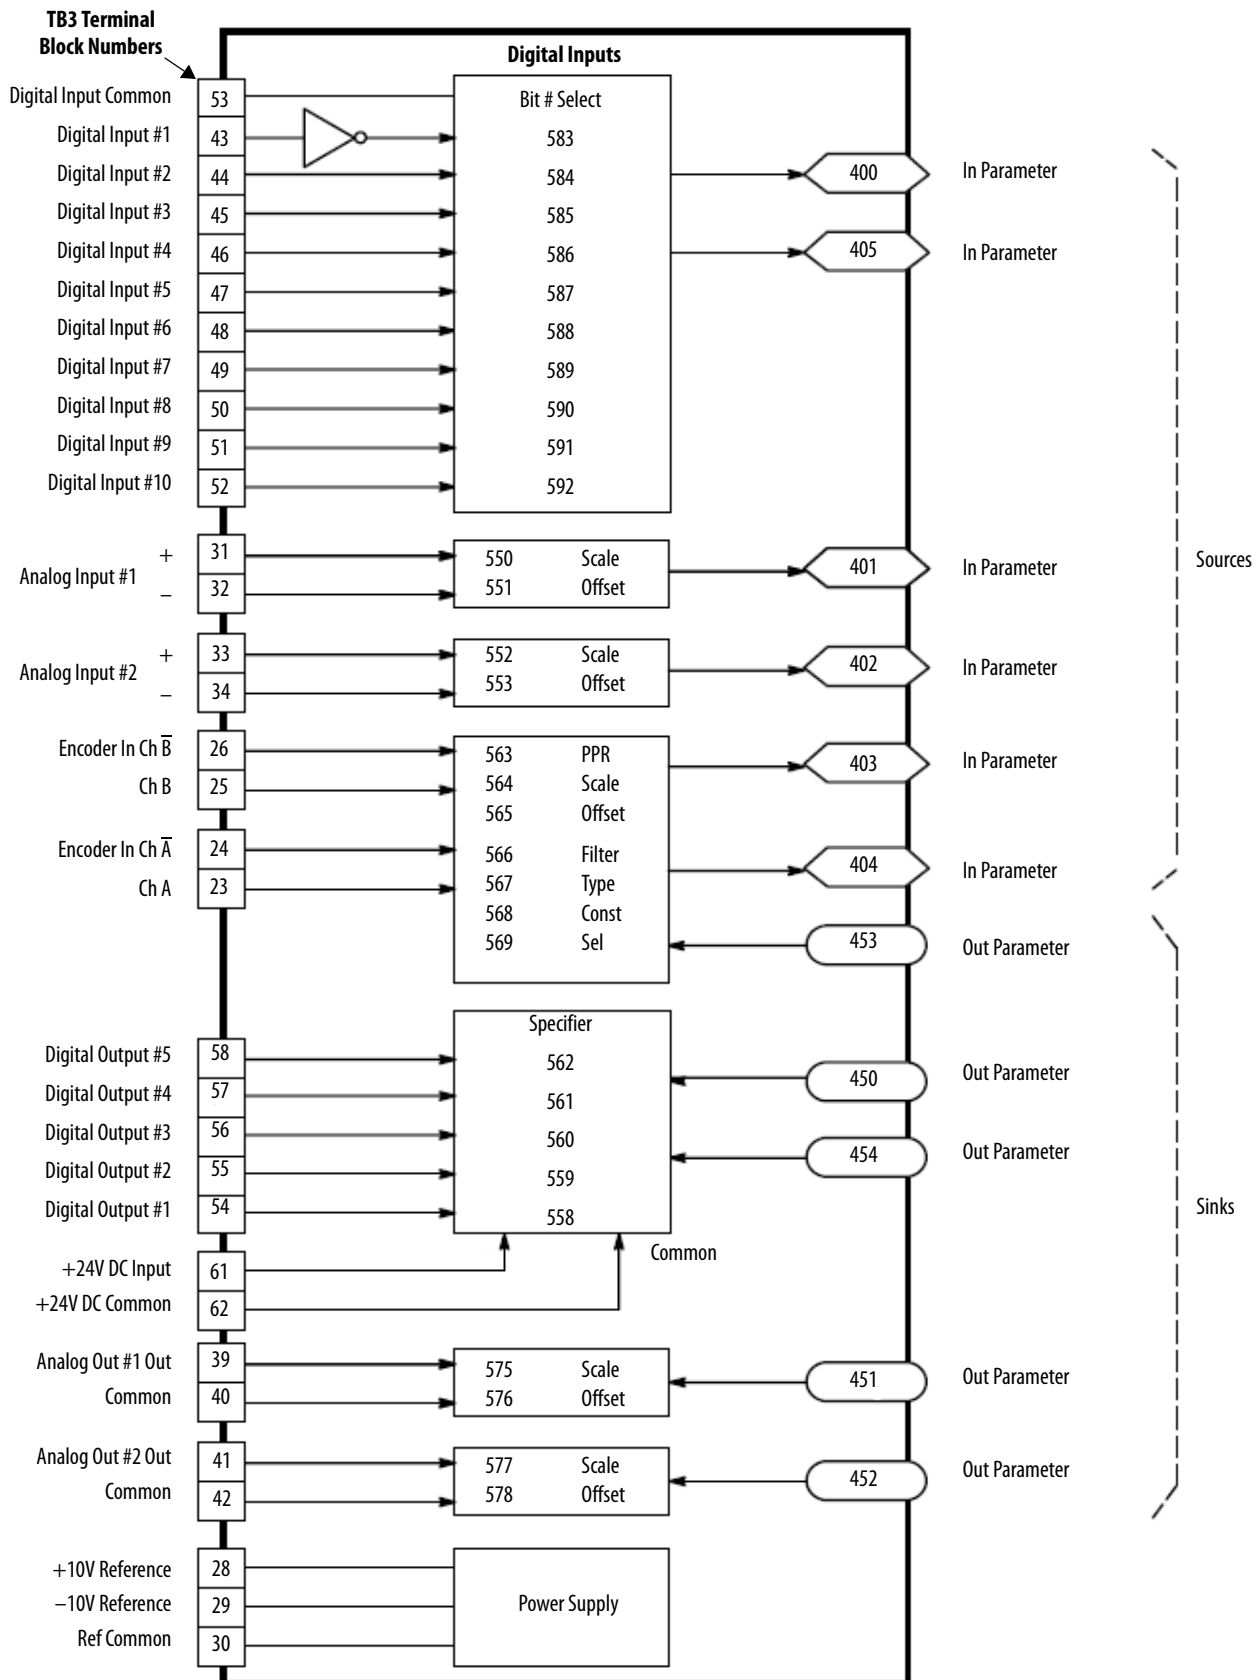 TB3 Terminal
Block Numbers
Digital Inputs
Digital Input Common 53 Bit # Select
Digital Input #1 43 583
Digital Input #2 44 584 400 In Parameter
Digital Input #3 45 585
Digital Input #4 46 586 405 In Parameter
Digital Input #5 47 587
Digital Input #6 48 588
Digital Input #7 49 589
Digital Input #8 50 590
Digital Input #9 51 591
Digital Input #10 52 592
Analog Input #1
+ 31 550 Scale 401 In Parameter
– 32 551 Offset
Sources
Analog Input #2
+ 33 552 Scale 402 In Parameter
– 34 553 Offset
Encoder In Ch B̅ 26 563 PPR 403 In Parameter
Ch B 25 564 Scale
565 Offset
Encoder In Ch A̅ 24 566 Filter 404 In Parameter
Ch A 23 567 Type
568 Const
569 Sel 453 Out Parameter
Specifier
Digital Output #5 58 562 450 Out Parameter
Digital Output #4 57 561
Digital Output #3 56 560 454 Out Parameter
Digital Output #2 55 559
Digital Output #1 54 558
Sinks
Common
+24V DC Input 61
+24V DC Common 62
Analog Out #1 Out 39 575 Scale 451 Out Parameter
Common 40 576 Offset
Analog Out #2 Out 41 577 Scale 452 Out Parameter
Common 42 578 Offset
+10V Reference 28
–10V Reference 29 Power Supply
Ref Common 30